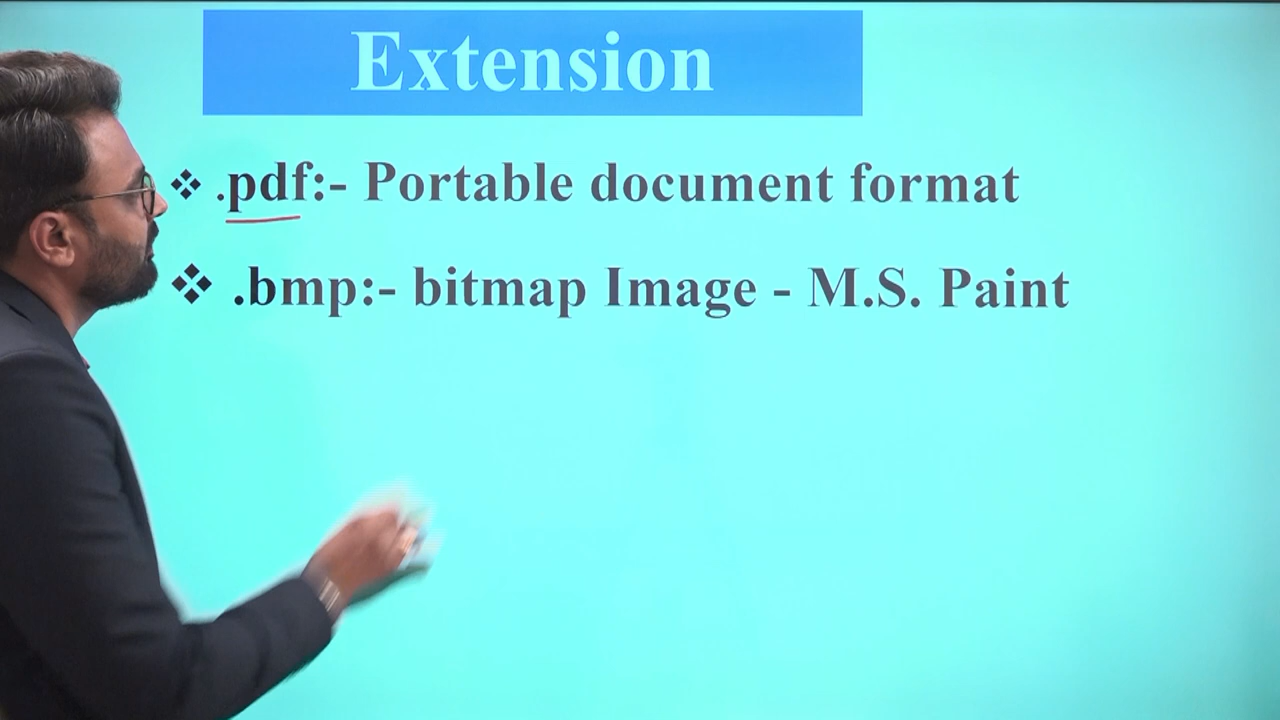 Extension
❖ .pdf:- Portable document format
❖ .bmp:- bitmap Image - M.S. Paint